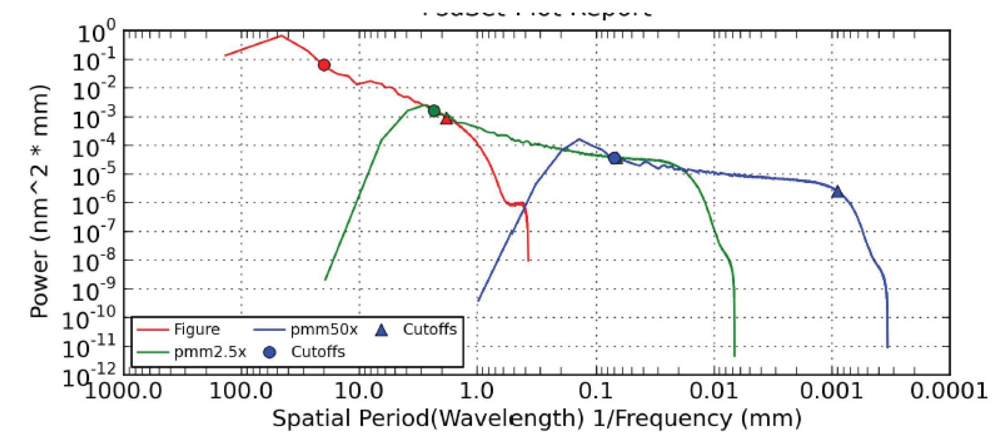 Plot Report
10^0
10^-1
10^-2
10^-3
10^-4
10^-5
10^-6
10^-7
10^-8
10^-9
10^-10
10^-11
10^-12
Power (nm^2 * mm)
Figure pmm50x Cutoffs
pmm2.5x Cutoffs
1000.0 100.0 10.0 1.0 0.1 0.01 0.001 0.0001
Spatial Period(Wavelength) 1/Frequency (mm)